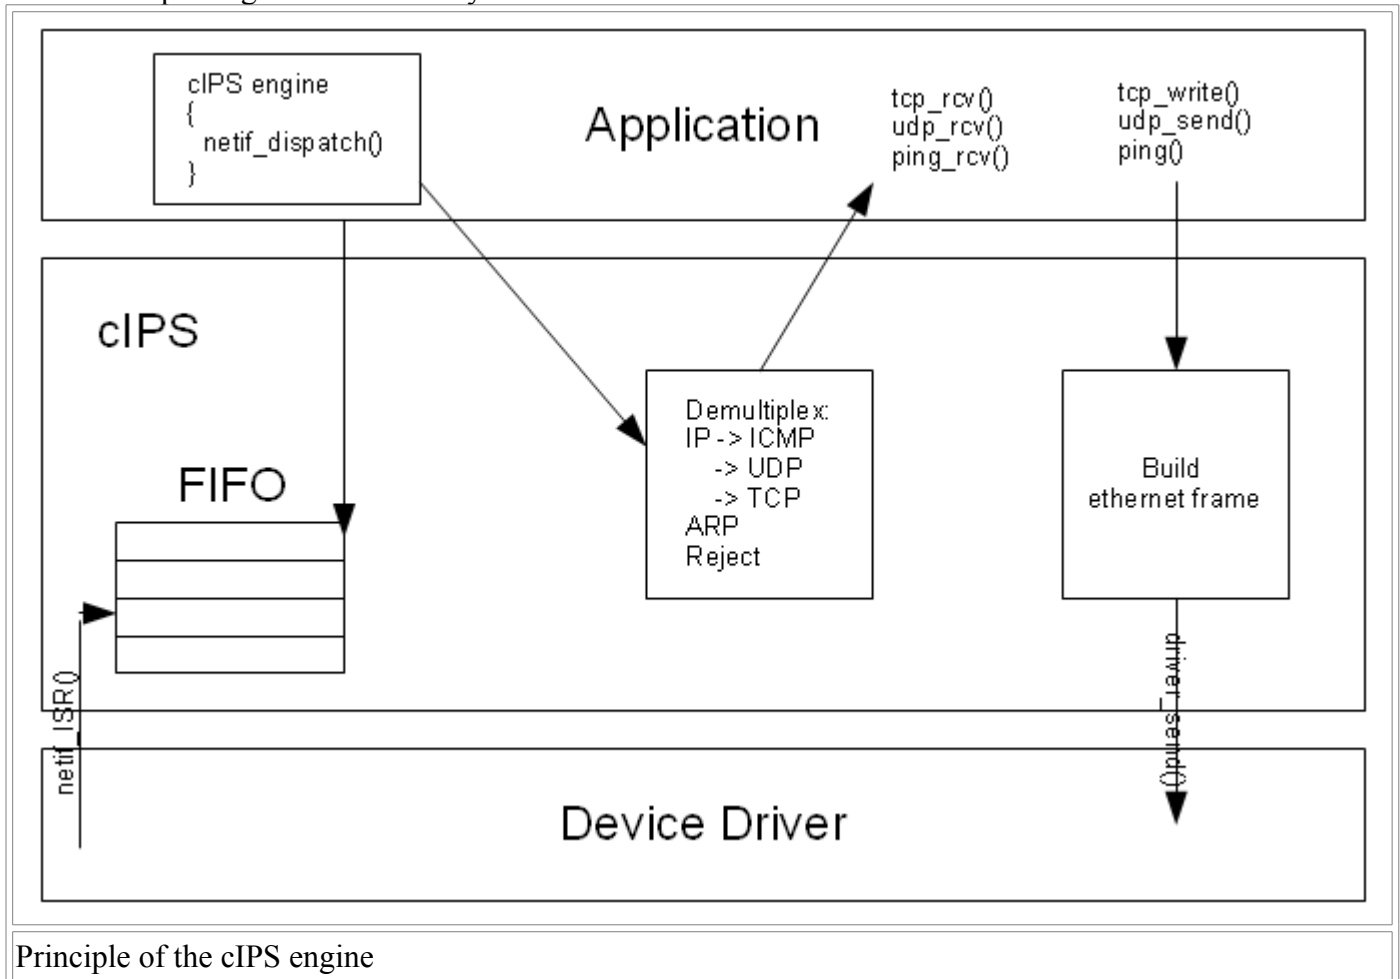 cIPS engine
{
netif_dispatch()
}
Application
tcp_rcv()
udp_rcv()
ping_rcv()
tcp_write()
udp_send()
ping()
cIPS
FIFO
Demultiplex:
IP -> ICMP
-> UDP
-> TCP
ARP
Reject
Build
ethernet frame
netif_ISR()
driver_send()
Device Driver
Principle of the cIPS engine